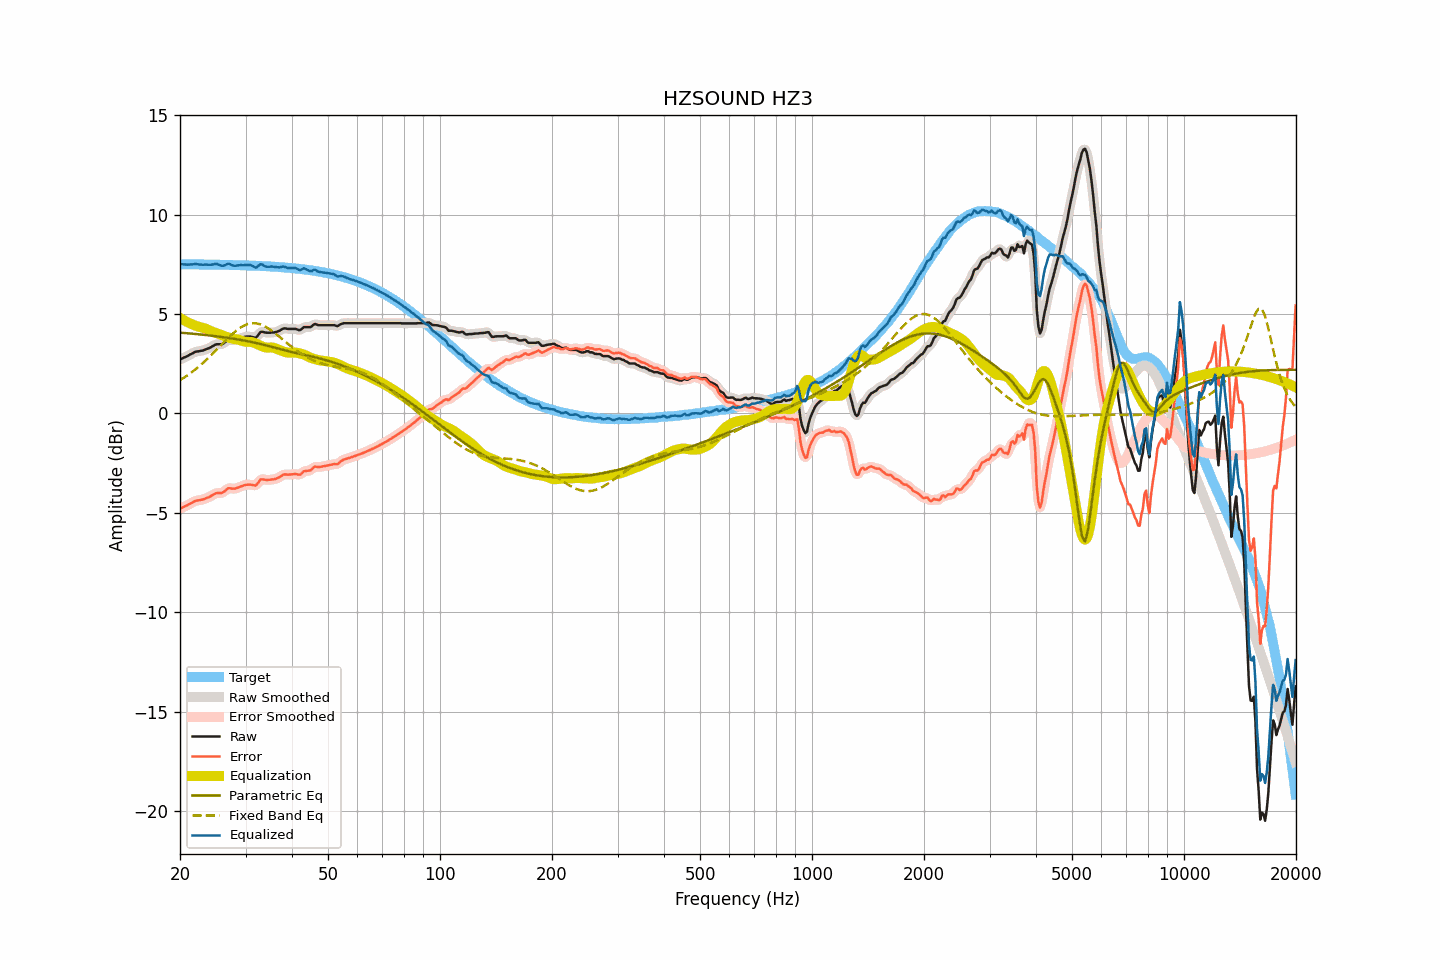 HZSOUND HZ3
15
10
5
0
−5
−10
−15
−20
Amplitude (dBr)
Target
Raw Smoothed
Error Smoothed
Raw
Error
Equalization
Parametric Eq
Fixed Band Eq
Equalized
20 50 100 200 500 1000 2000 5000 10000 20000
Frequency (Hz)